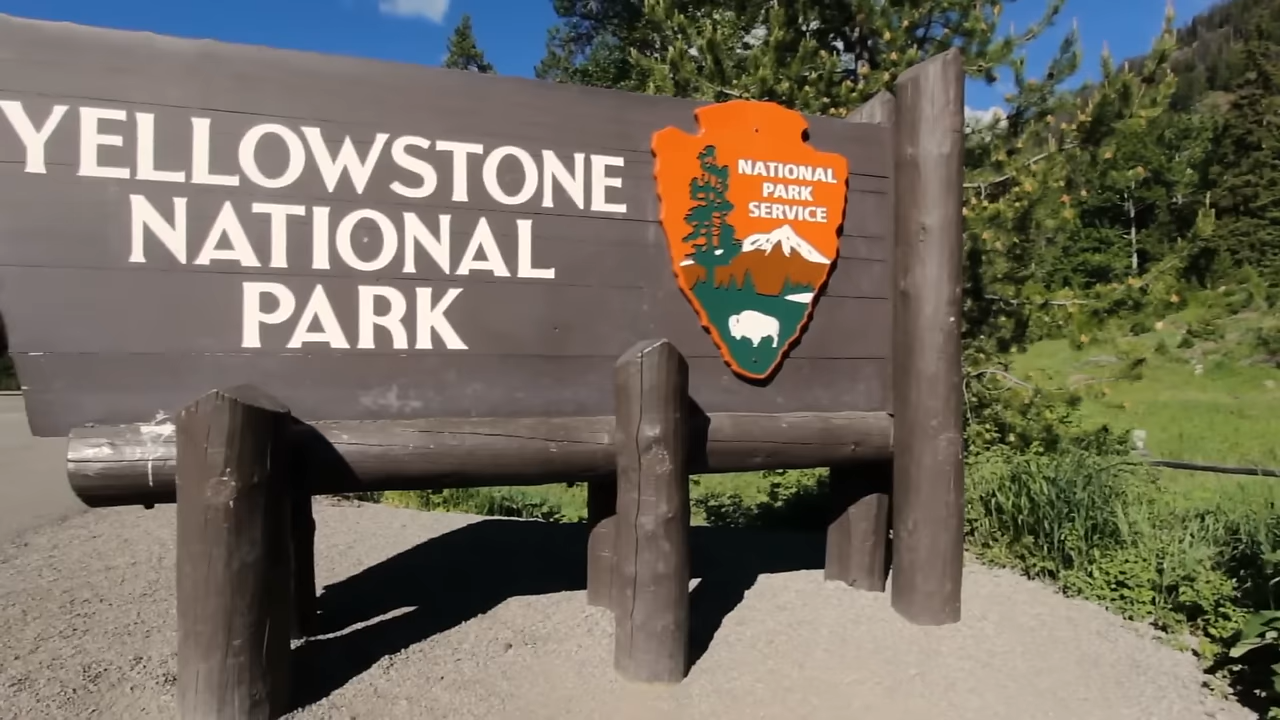 YELLOWSTONE
NATIONAL
PARK
NATIONAL
PARK
SERVICE